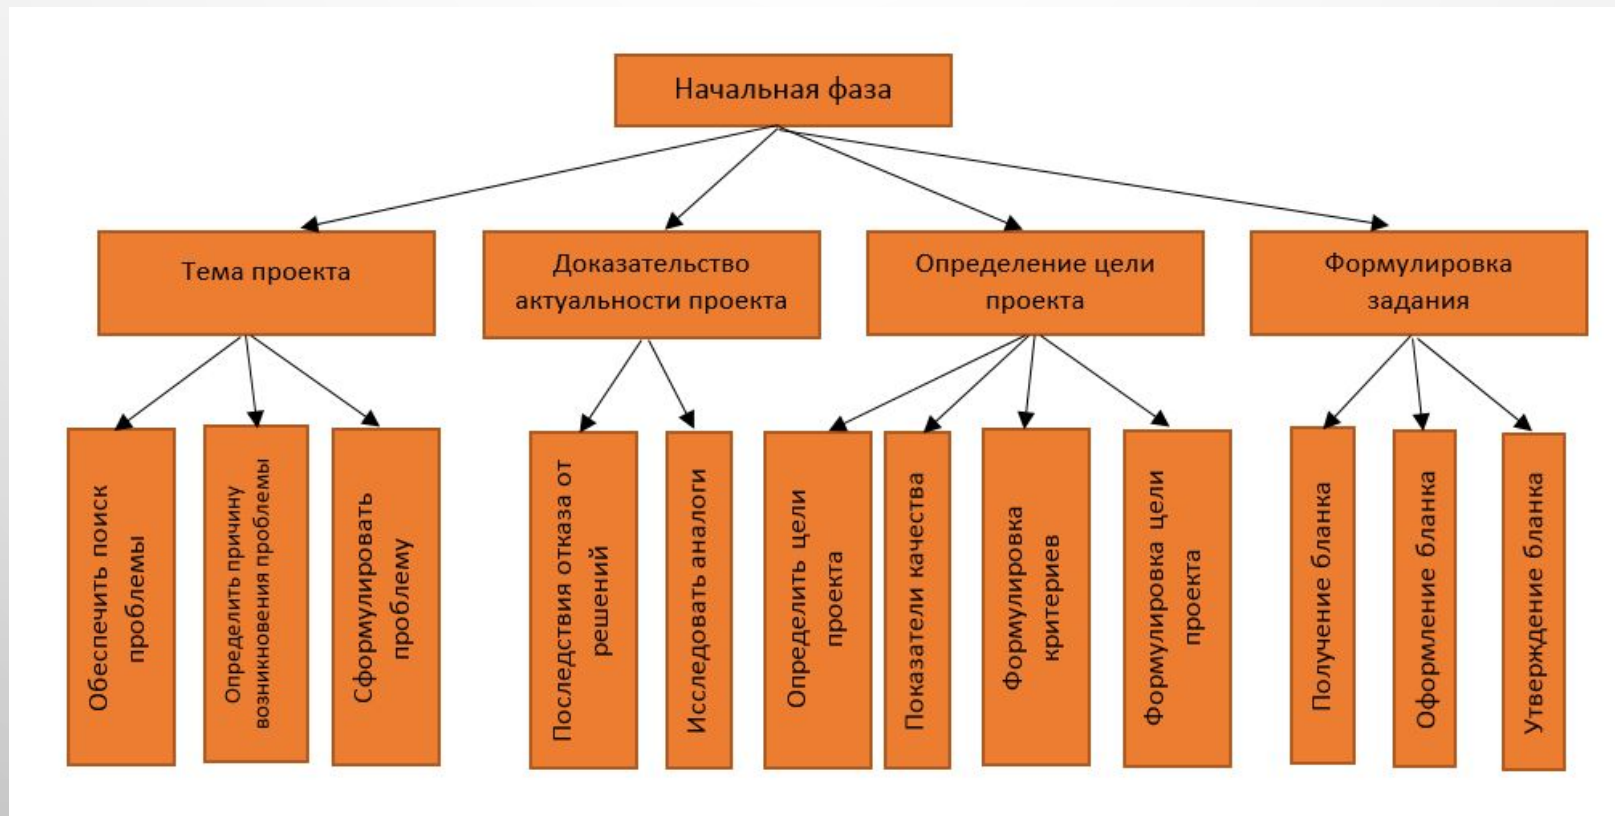 Начальная фаза
Тема проекта
Доказательство
актуальности проекта
Определение цели
проекта
Формулировка
задания
Обеспечить поиск
проблемы
Определить причину
возникновения проблемы
Сформулировать
проблему
Последствия отказа от
решений
Исследовать аналоги
Определить цели
проекта
Показатели качества
Формулировка
критериев
Формулировка цели
проекта
Получение бланка
Оформление бланка
Утверждение бланка